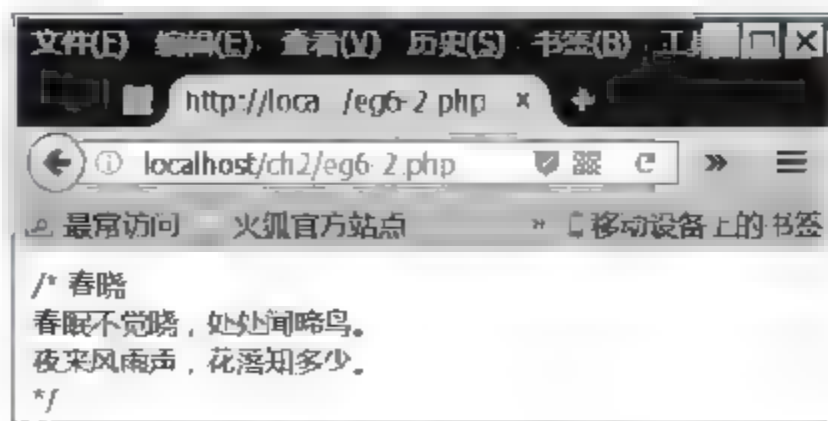 文件(F) 编辑(E) 查看(V) 历史(S) 书签(B) 工具
http://loca /eg6-2 php ×
localhost/ch2/eg6-2.php
最常访问 火狐官方站点 » 移动设备上的书签
/* 春晓
春眠不觉晓，处处闻啼鸟。
夜来风雨声，花落知多少。
*/